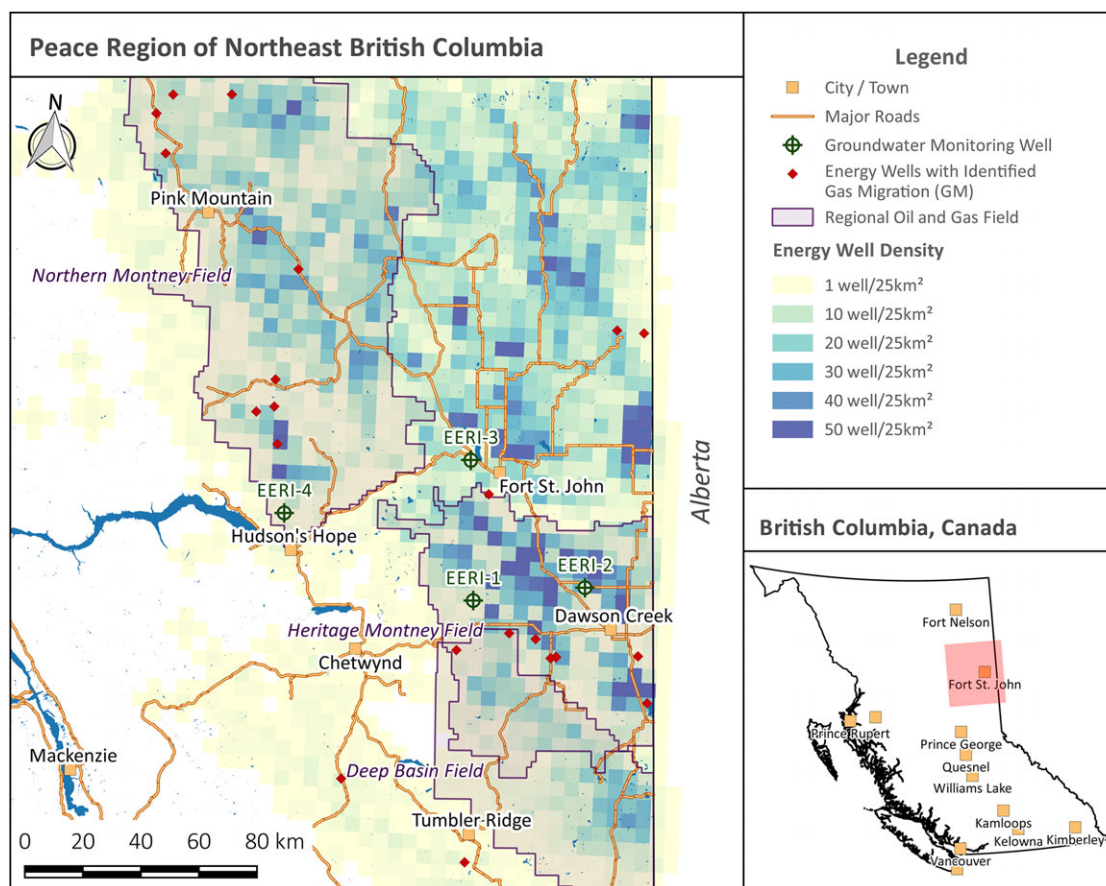 Peace Region of Northeast British Columbia
N
Pink Mountain
Northern Montney Field
EERI-3
Fort St. John
EERI-4
Hudson's Hope
EERI-1
EERI-2
Dawson Creek
Heritage Montney Field
Chetwynd
Mackenzie
Deep Basin Field
Tumbler Ridge
0 20 40 60 80 km
Alberta
Legend
City / Town
Major Roads
Groundwater Monitoring Well
Energy Wells with Identified
Gas Migration (GM)
Regional Oil and Gas Field
Energy Well Density
1 well/25km²
10 well/25km²
20 well/25km²
30 well/25km²
40 well/25km²
50 well/25km²
British Columbia, Canada
Fort Nelson
Fort St. John
Prince Rupert
Prince George
Quesnel
Williams Lake
Kamloops
Kelowna
Kimberley
Vancouver